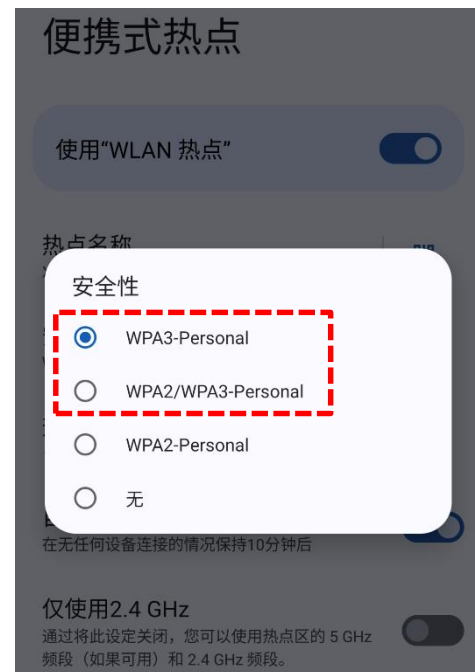 便携式热点
使用“WLAN 热点”
热点名称
安全性
WPA3-Personal
WPA2/WPA3-Personal
WPA2-Personal
无
在无任何设备连接的情况保持10分钟后
仅使用2.4 GHz
通过将此设定关闭，您可以使用热点区的 5 GHz
频段（如果可用）和 2.4 GHz 频段。